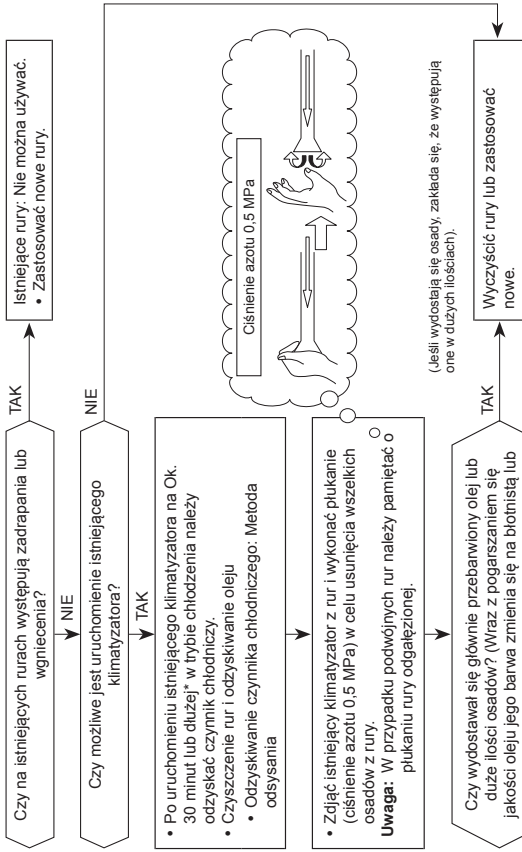 Czy na istniejących rurach występują zadrapania lub
wgniecenia?
TAK
Istniejące rury: Nie można używać.
• Zastosować nowe rury.
NIE
Czy możliwe jest uruchomienie istniejącego
klimatyzatora?
NIE
TAK
• Po uruchomieniu istniejącego klimatyzatora na Ok.
30 minut lub dłużej* w trybie chłodzenia należy
odzyskać czynnik chłodniczy.
• Czyszczenie rur i odzyskiwanie oleju
• Odzyskiwanie czynnika chłodniczego: Metoda
odsysania
Ciśnienie azotu 0,5 MPa
• Zdjąć istniejący klimatyzator z rur i wykonać płukanie
(ciśnienie azotu 0,5 MPa) w celu usunięcia wszelkich
osadów z rury.
Uwaga: W przypadku podwójnych rur należy pamiętać o
płukaniu rury odgałęzionej.
Czy wydostawał się głównie przebarwiony olej lub
duże ilości osadów? (Wraz z pogarszaniem się
jakości oleju jego barwa zmienia się na błotnistą lub
TAK
(Jeśli wydostają się osady, zakłada się, że występują
one w dużych ilościach).
Wyczyścić rury lub zastosować
nowe.